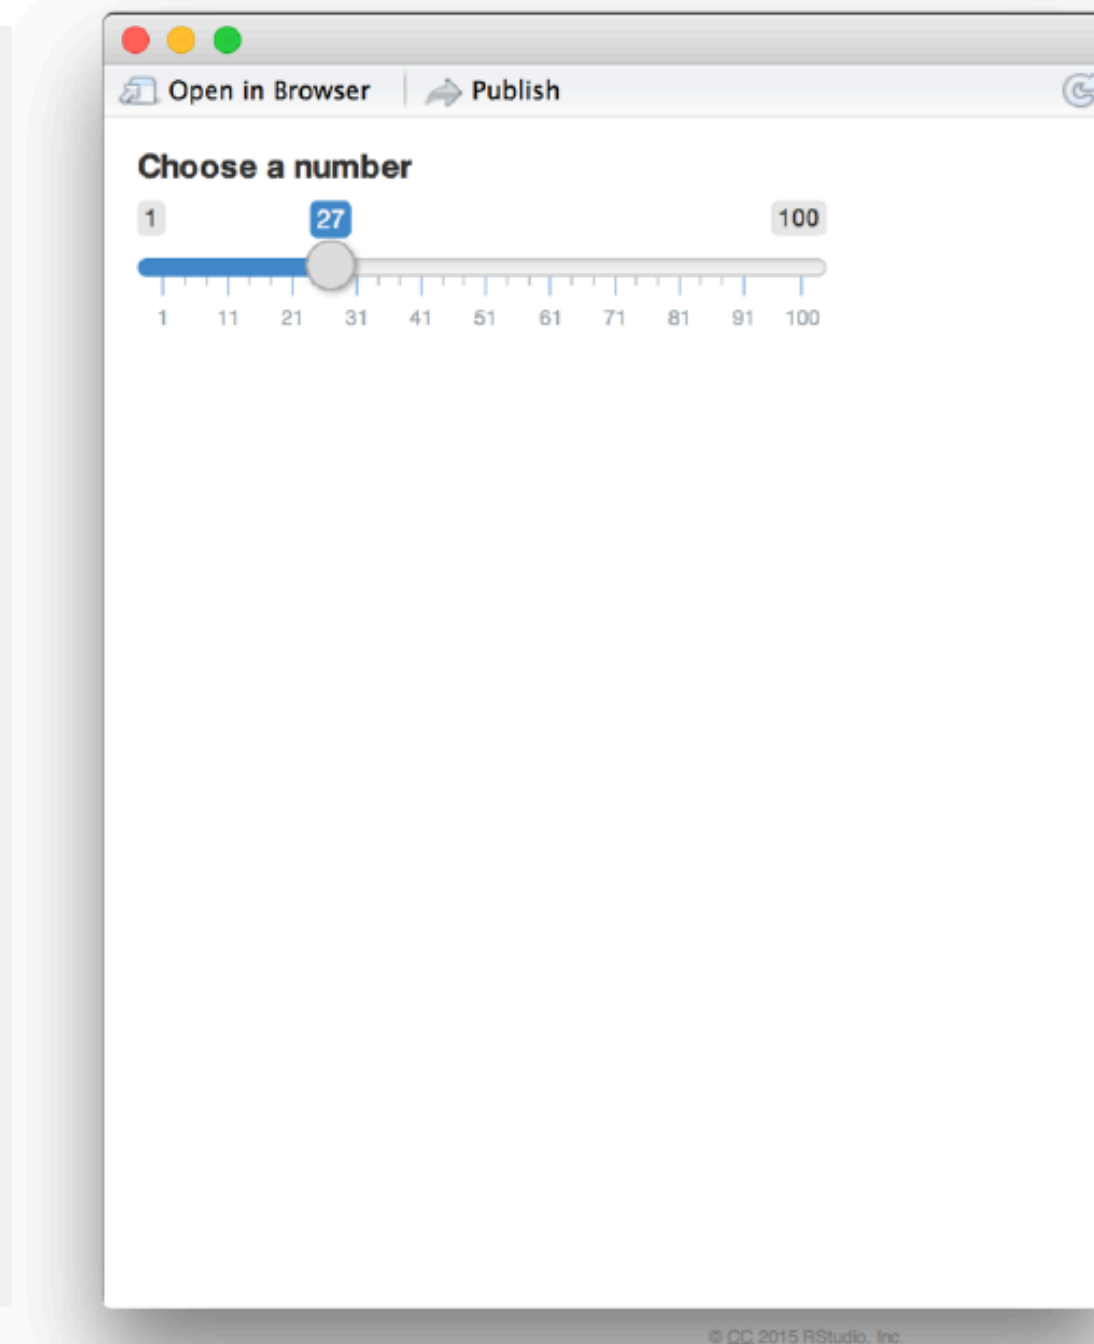 Open in Browser Publish
Choose a number
1 27 100
1 11 21 31 41 51 61 71 81 91 100
© CC 2015 RStudio, Inc.